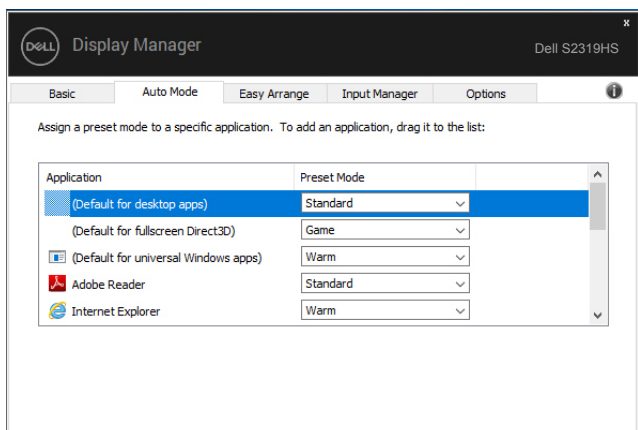 x
DELL Display Manager
Dell S2319HS
Basic Auto Mode Easy Arrange Input Manager Options i
Assign a preset mode to a specific application. To add an application, drag it to the list:
Application Preset Mode
(Default for desktop apps) Standard
(Default for fullscreen Direct3D) Game
(Default for universal Windows apps) Warm
Adobe Reader Standard
Internet Explorer Warm